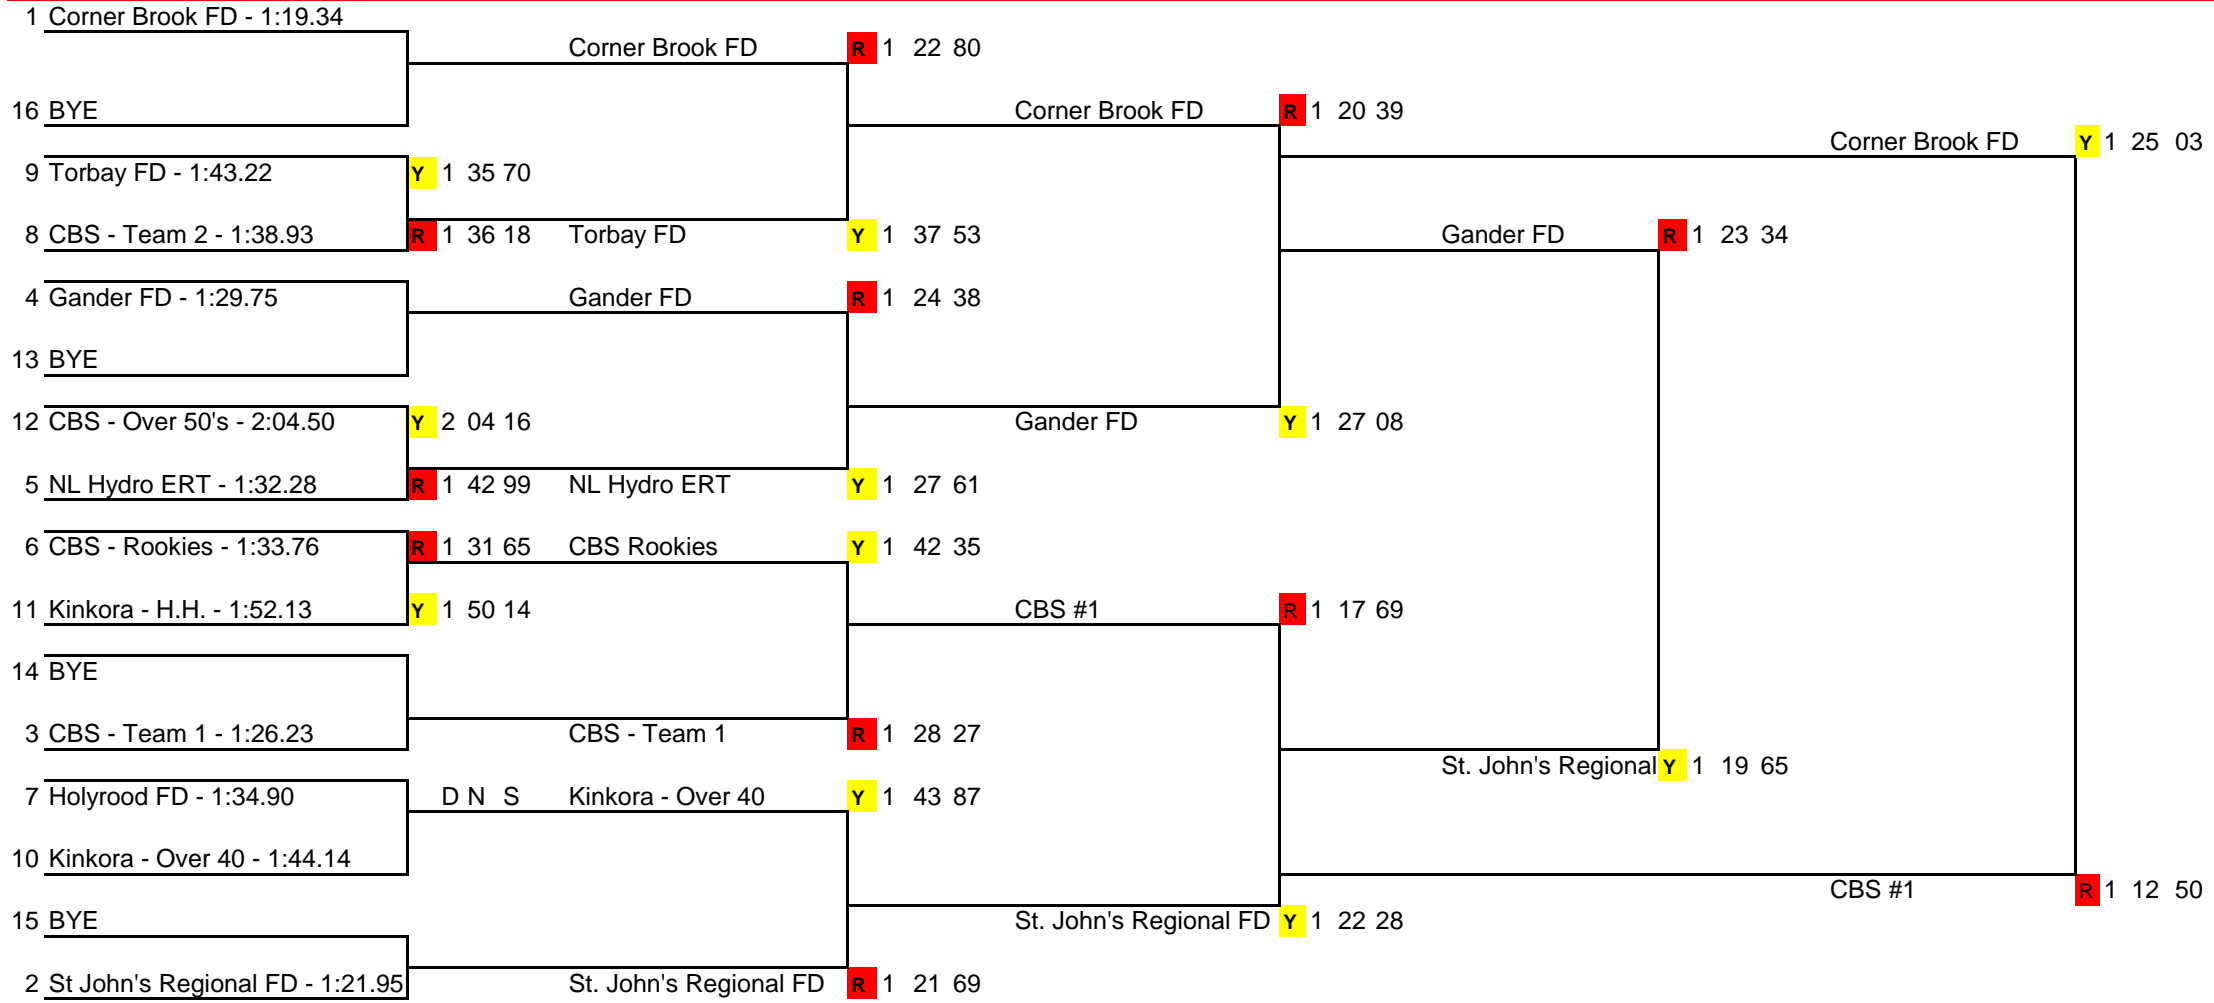 1 Corner Brook FD - 1:19.34
Corner Brook FD R 1 22 80
16 BYE Corner Brook FD R 1 20 39
Corner Brook FD Y 1 25 03
9 Torbay FD - 1:43.22 Y 1 35 70
8 CBS - Team 2 - 1:38.93 R 1 36 18 Torbay FD Y 1 37 53 Gander FD R 1 23 34
4 Gander FD - 1:29.75 Gander FD R 1 24 38
13 BYE
12 CBS - Over 50's - 2:04.50 Y 2 04 16 Gander FD Y 1 27 08
5 NL Hydro ERT - 1:32.28 R 1 42 99 NL Hydro ERT Y 1 27 61
6 CBS - Rookies - 1:33.76 R 1 31 65 CBS Rookies Y 1 42 35
11 Kinkora - H.H. - 1:52.13 Y 1 50 14 CBS #1 R 1 17 69
14 BYE
3 CBS - Team 1 - 1:26.23 CBS - Team 1 R 1 28 27
St. John's Regional Y 1 19 65
7 Holyrood FD - 1:34.90 D N S Kinkora - Over 40 Y 1 43 87
10 Kinkora - Over 40 - 1:44.14
CBS #1 R 1 12 50
15 BYE St. John's Regional FD Y 1 22 28
2 St John's Regional FD - 1:21.95 St. John's Regional FD R 1 21 69